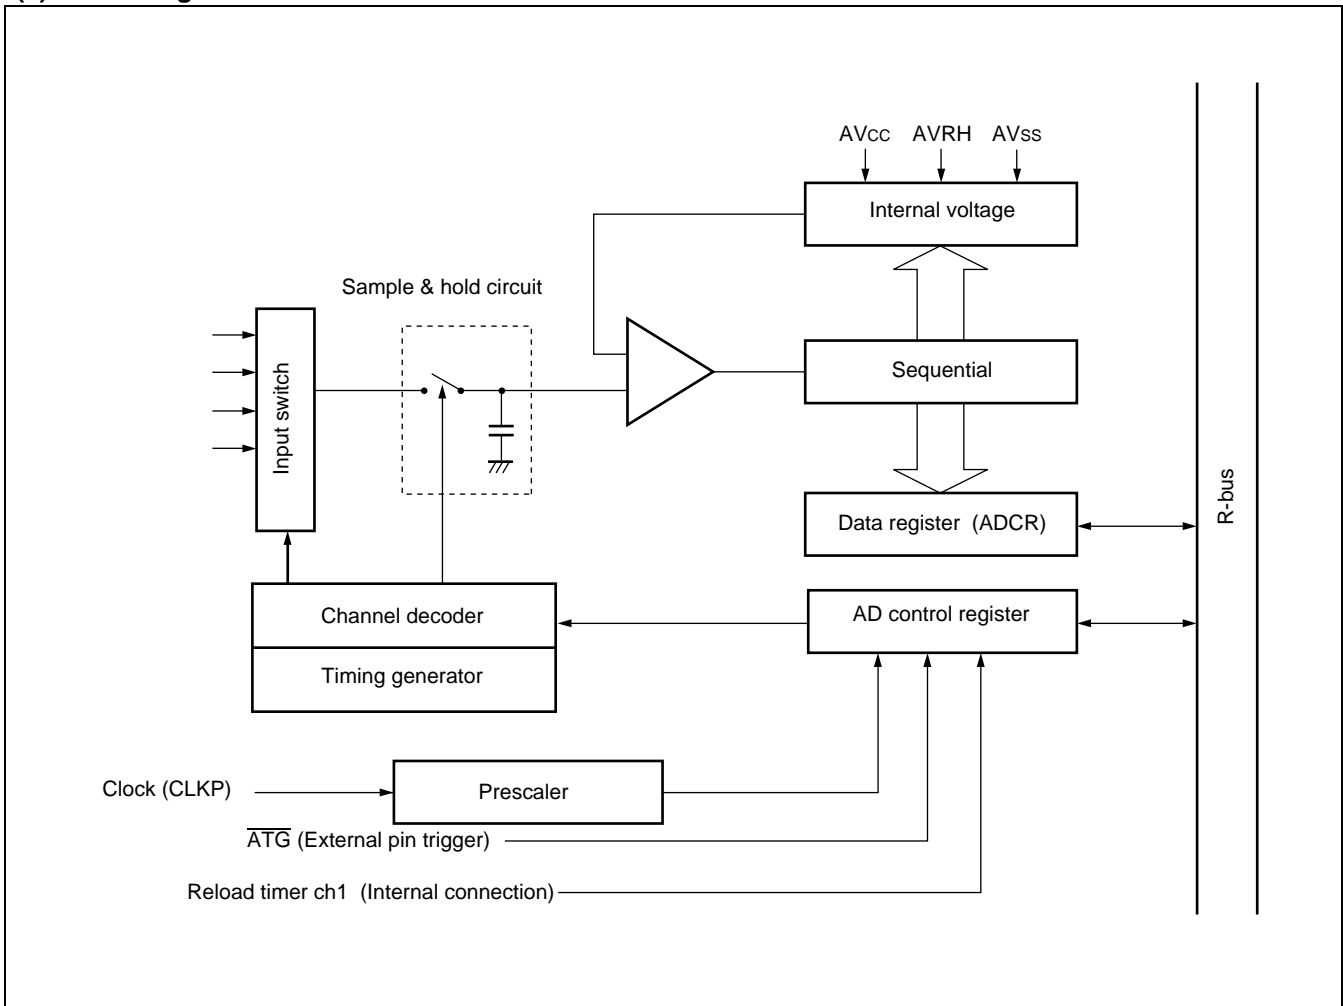 AVCC AVRH AVSS
Internal voltage
Sample & hold circuit
Input switch
Sequential
R-bus
Data register (ADCR)
Channel decoder
AD control register
Timing generator
Clock (CLKP)
Prescaler
ATG (External pin trigger)
Reload timer ch1 (Internal connection)